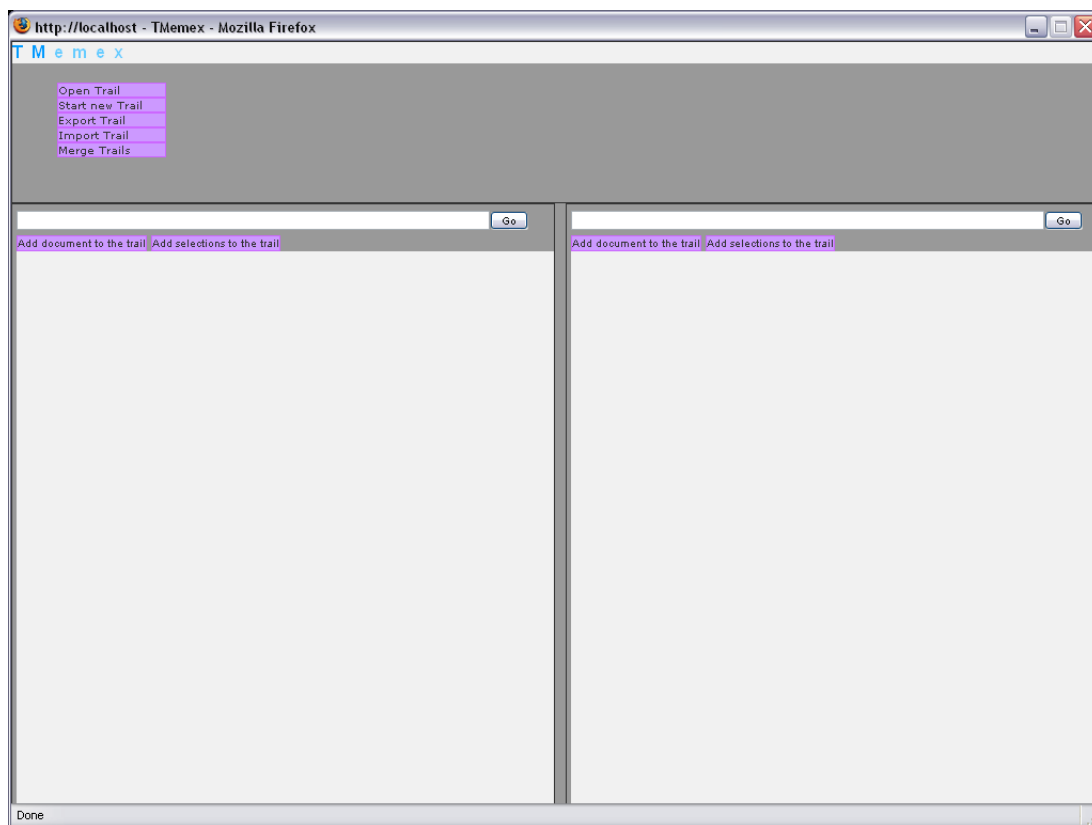 http://localhost - TMemex - Mozilla Firefox
T M e m e x
Open Trail
Start new Trail
Export Trail
Import Trail
Merge Trails
Go
Add document to the trail Add selections to the trail
Go
Add document to the trail Add selections to the trail
Done